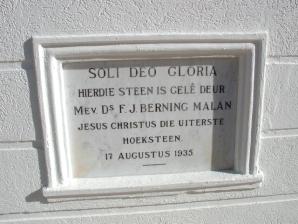 SOLI DEO GLORIA
HIERDIE STEEN IS GELÊ DEUR
MEV. DS F. J. BERNING MALAN
JESUS CHRISTUS DIE UITERSTE
HOEKSTEEN
17 AUGUSTUS 1935